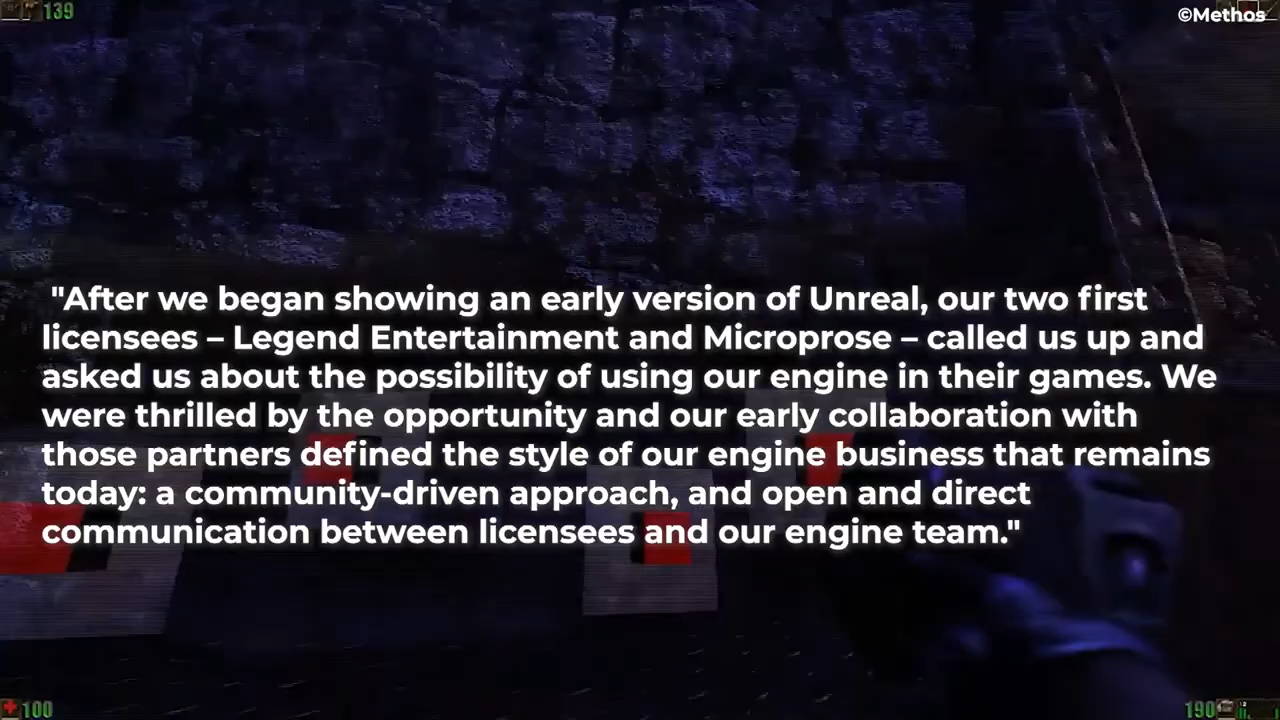 139
©Methos
"After we began showing an early version of Unreal, our two first
licensees – Legend Entertainment and Microprose – called us up and
asked us about the possibility of using our engine in their games. We
were thrilled by the opportunity and our early collaboration with
those partners defined the style of our engine business that remains
today: a community-driven approach, and open and direct
communication between licensees and our engine team."
100
190